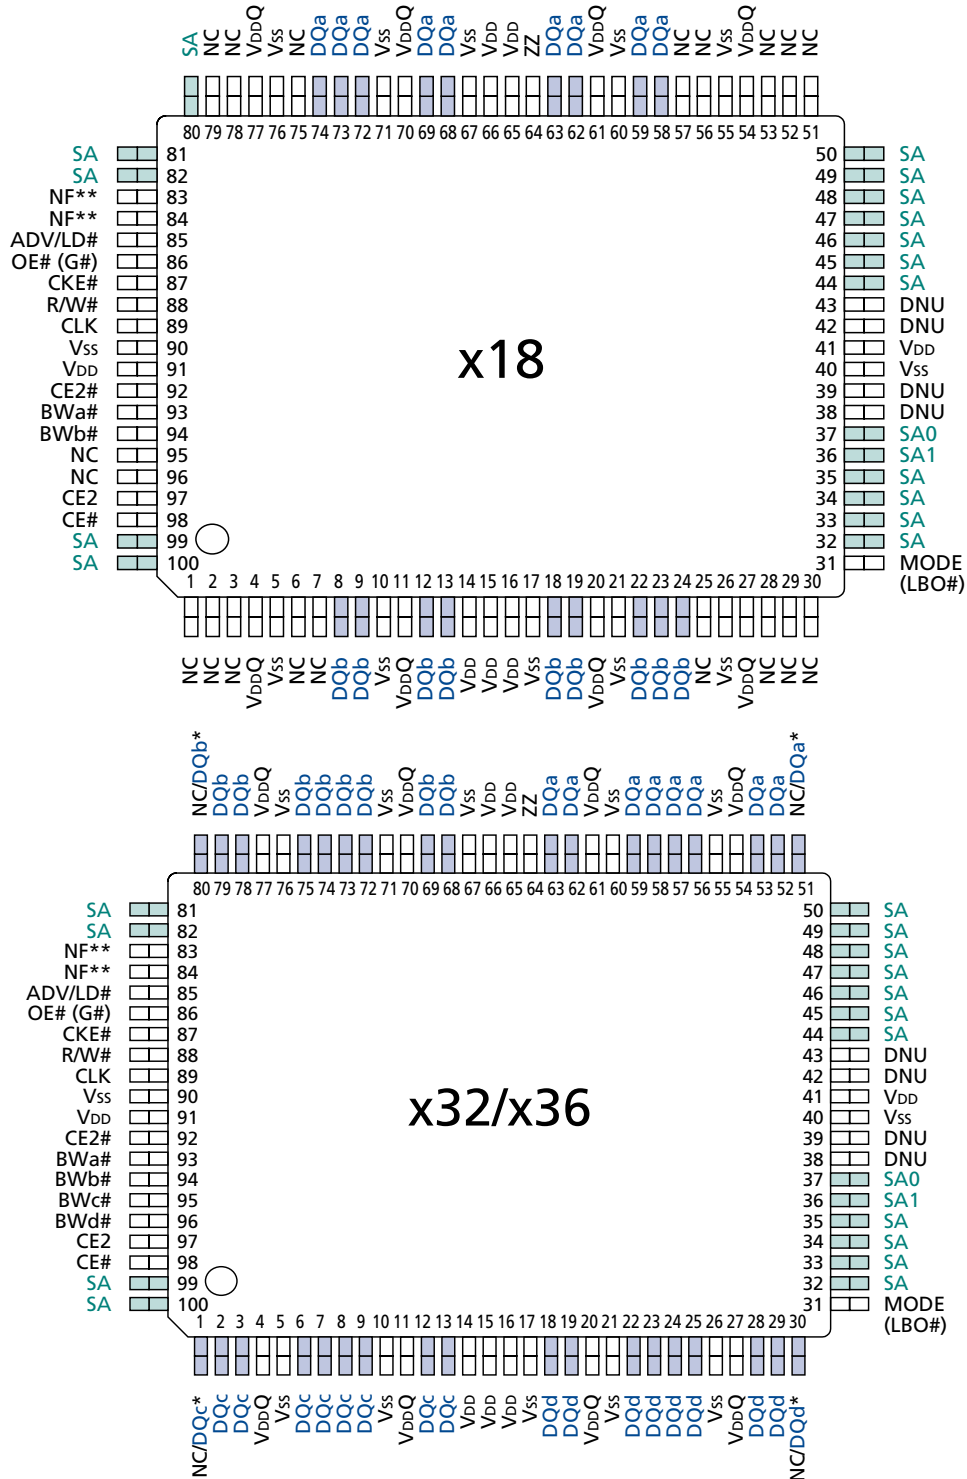 SA NC NC VDDQ VSS NC DQa DQa DQa VSS VDDQ DQa DQa VSS VDD VDD ZZ DQa DQa VDDQ VSS DQa DQa NC NC VSS VDDQ NC NC NC
80 79 78 77 76 75 74 73 72 71 70 69 68 67 66 65 64 63 62 61 60 59 58 57 56 55 54 53 52 51
SA 81 50 SA
SA 82 49 SA
NF** 83 48 SA
NF** 84 47 SA
ADV/LD# 85 46 SA
OE# (G#) 86 45 SA
CKE# 87 44 SA
R/W# 88 43 DNU
CLK 89 42 DNU
VSS 90 41 VDD
x18
VDD 91 40 VSS
CE2# 92 39 DNU
BWa# 93 38 DNU
BWb# 94 37 SA0
NC 95 36 SA1
NC 96 35 SA
CE2 97 34 SA
CE# 98 33 SA
SA 99 32 SA
SA 100 31 MODE
(LBO#)
1 2 3 4 5 6 7 8 9 10 11 12 13 14 15 16 17 18 19 20 21 22 23 24 25 26 27 28 29 30
NC NC NC VDDQ VSS NC NC DQb DQb VSS VDDQ DQb DQb VDD VDD VDD VSS DQb DQb VDDQ VSS DQb DQb DQb NC VSS VDDQ NC NC NC
NC/DQb* DQb DQb VDDQ VSS DQb DQb DQb DQb VSS VDDQ DQb DQb VSS VDD VDD ZZ DQa DQa VDDQ VSS DQa DQa DQa DQa VSS VDDQ DQa DQa NC/DQa*
80 79 78 77 76 75 74 73 72 71 70 69 68 67 66 65 64 63 62 61 60 59 58 57 56 55 54 53 52 51
SA 81 50 SA
SA 82 49 SA
NF** 83 48 SA
NF** 84 47 SA
ADV/LD# 85 46 SA
OE# (G#) 86 45 SA
CKE# 87 44 SA
R/W# 88 43 DNU
CLK 89 42 DNU
VSS 90 41 VDD
x32/x36
VDD 91 40 VSS
CE2# 92 39 DNU
BWa# 93 38 DNU
BWb# 94 37 SA0
BWc# 95 36 SA1
BWd# 96 35 SA
CE2 97 34 SA
CE# 98 33 SA
SA 99 32 SA
SA 100 31 MODE
(LBO#)
1 2 3 4 5 6 7 8 9 10 11 12 13 14 15 16 17 18 19 20 21 22 23 24 25 26 27 28 29 30
NC/DQc* DQc DQc VDDQ VSS DQc DQc DQc DQc VSS VDDQ DQc DQc VDD VDD VDD VSS DQd DQd VDDQ VSS DQd DQd DQd DQd VSS VDDQ DQd DQd NC/DQd*